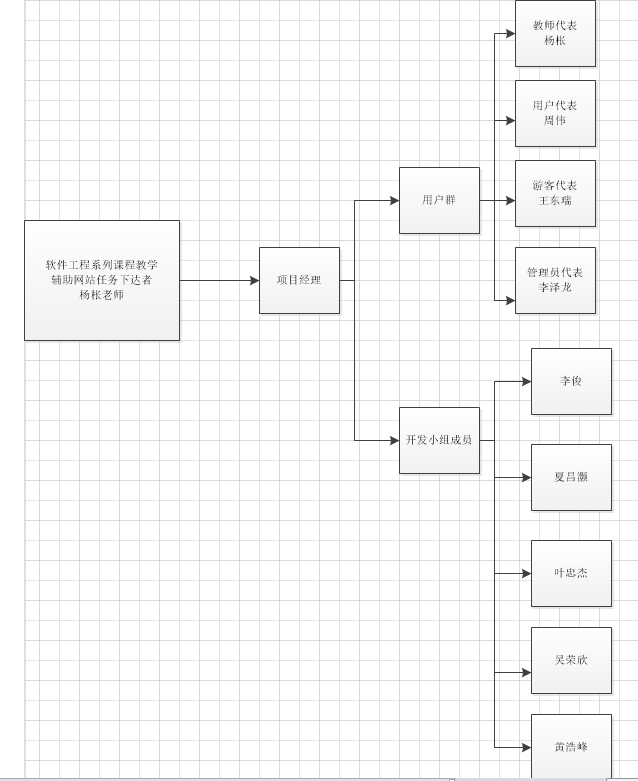 教师代表
杨枨
用户代表
周伟
游客代表
王东瑞
用户群
管理员代表
李泽龙
软件工程系列课程教学
辅助网站任务下达者
杨枨老师
项目经理
李俊
开发小组成员
夏昌灏
叶忠杰
吴荣欣
黄浩峰